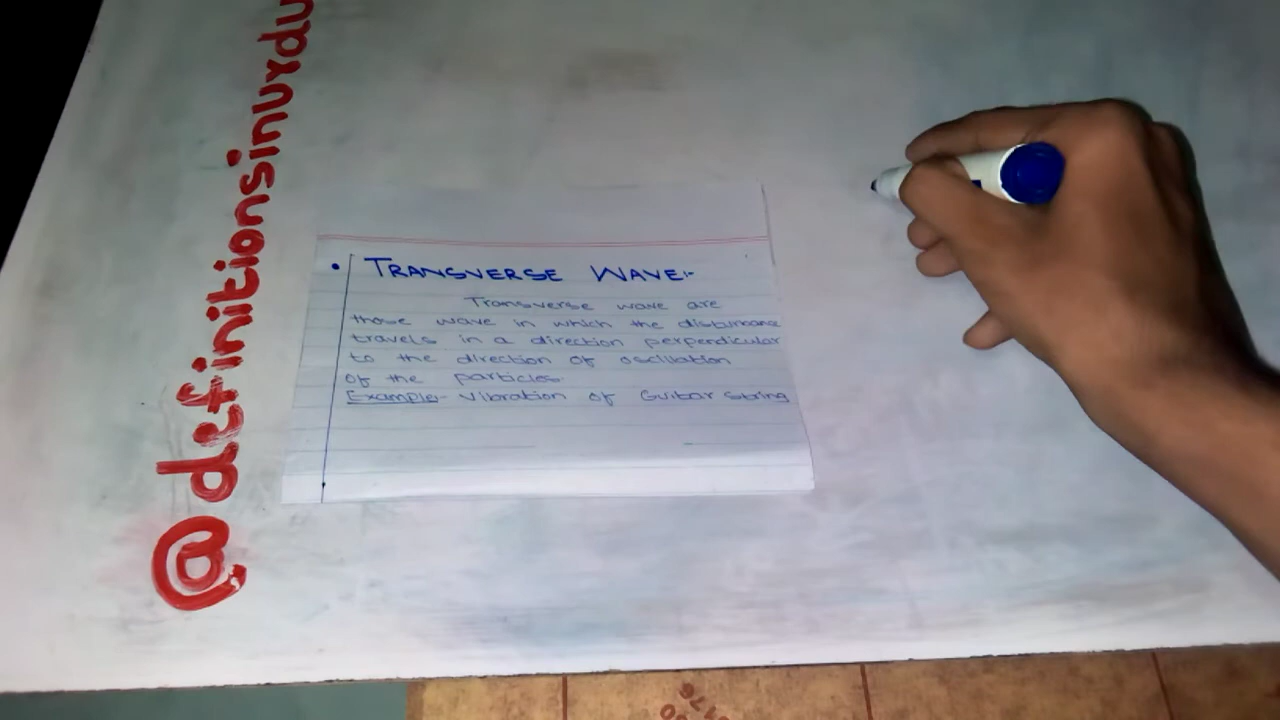 @definitionsinurdu
• TRANSVERSE WAVE:-
Transverse wave are
those wave in which the disturbance
travels in a direction perpendicular
to the direction of oscillation
of the particles.
Example:- Vibration of Guitar string